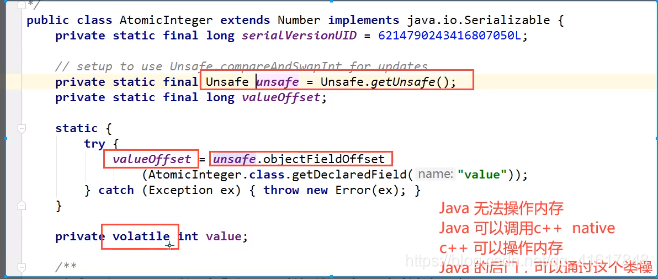 */
public class AtomicInteger extends Number implements java.io.Serializable {
private static final long serialVersionUID = 6214790243416807050L;
// setup to use Unsafe.compareAndSwapInt for updates
private static final Unsafe unsafe = Unsafe.getUnsafe();
private static final long valueOffset;
static {
try {
valueOffset = unsafe.objectFieldOffset
(AtomicInteger.class.getDeclaredField( name: "value"));
} catch (Exception ex) { throw new Error(ex); }
}
private volatile int value;
/**
Java 无法操作内存
Java 可以调用c++ native
c++ 可以操作内存
Java 的后门，可以通过这个类操